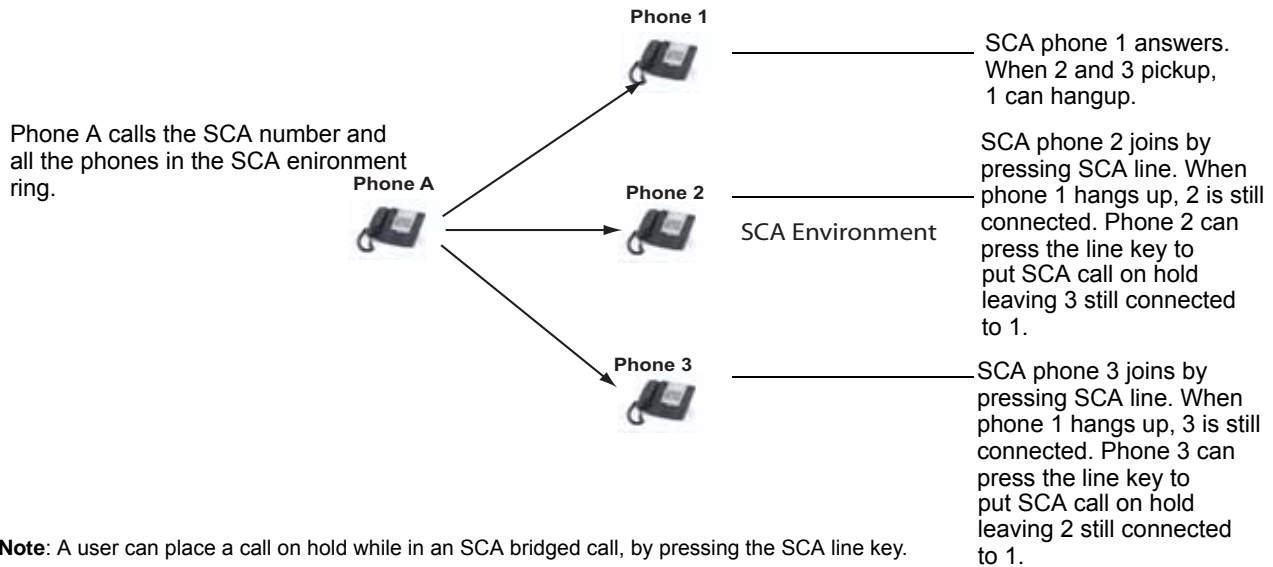 Phone 1
SCA phone 1 answers.
When 2 and 3 pickup,
1 can hangup.
Phone A calls the SCA number and
all the phones in the SCA enironment
ring.
Phone A
Phone 2
SCA Environment
SCA phone 2 joins by
pressing SCA line. When
phone 1 hangs up, 2 is still
connected. Phone 2 can
press the line key to
put SCA call on hold
leaving 3 still connected
to 1.
Phone 3
SCA phone 3 joins by
pressing SCA line. When
phone 1 hangs up, 3 is still
connected. Phone 3 can
press the line key to
put SCA call on hold
leaving 2 still connected
to 1.
Note: A user can place a call on hold while in an SCA bridged call, by pressing the SCA line key.